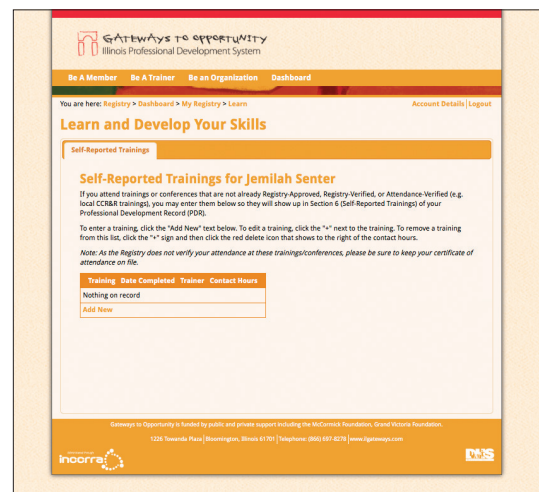 GATEWAYS TO OPPORTUNITY
Illinois Professional Development System
Be A Member Be A Trainer Be an Organization Dashboard
You are here: Registry > Dashboard > My Registry > Learn Account Details | Logout
Learn and Develop Your Skills
Self-Reported Trainings
Self-Reported Trainings for Jemilah Senter
If you attend trainings or conferences that are not already Registry-Approved, Registry-Verified, or Attendance-Verified (e.g.
local CCR&R trainings), you may enter them below so they will show up in Section 6 (Self-Reported Trainings) of your
Professional Development Record (PDR).
To enter a training, click the "Add New" text below. To edit a training, click the "+" next to the training. To remove a training
from this list, click the "+" sign and then click the red delete icon that shows to the right of the contact hours.
Note: As the Registry does not verify your attendance at these trainings/conferences, please be sure to keep your certificate of
attendance on file.
Training Date Completed Trainer Contact Hours
Nothing on record
Add New
Gateways to Opportunity is funded by public and private support including the McCormick Foundation, Grand Victoria Foundation.
1226 Towanda Plaza | Bloomington, Illinois 61701 | Telephone: (866) 697-8278 | www.ilgateways.com
inccrra